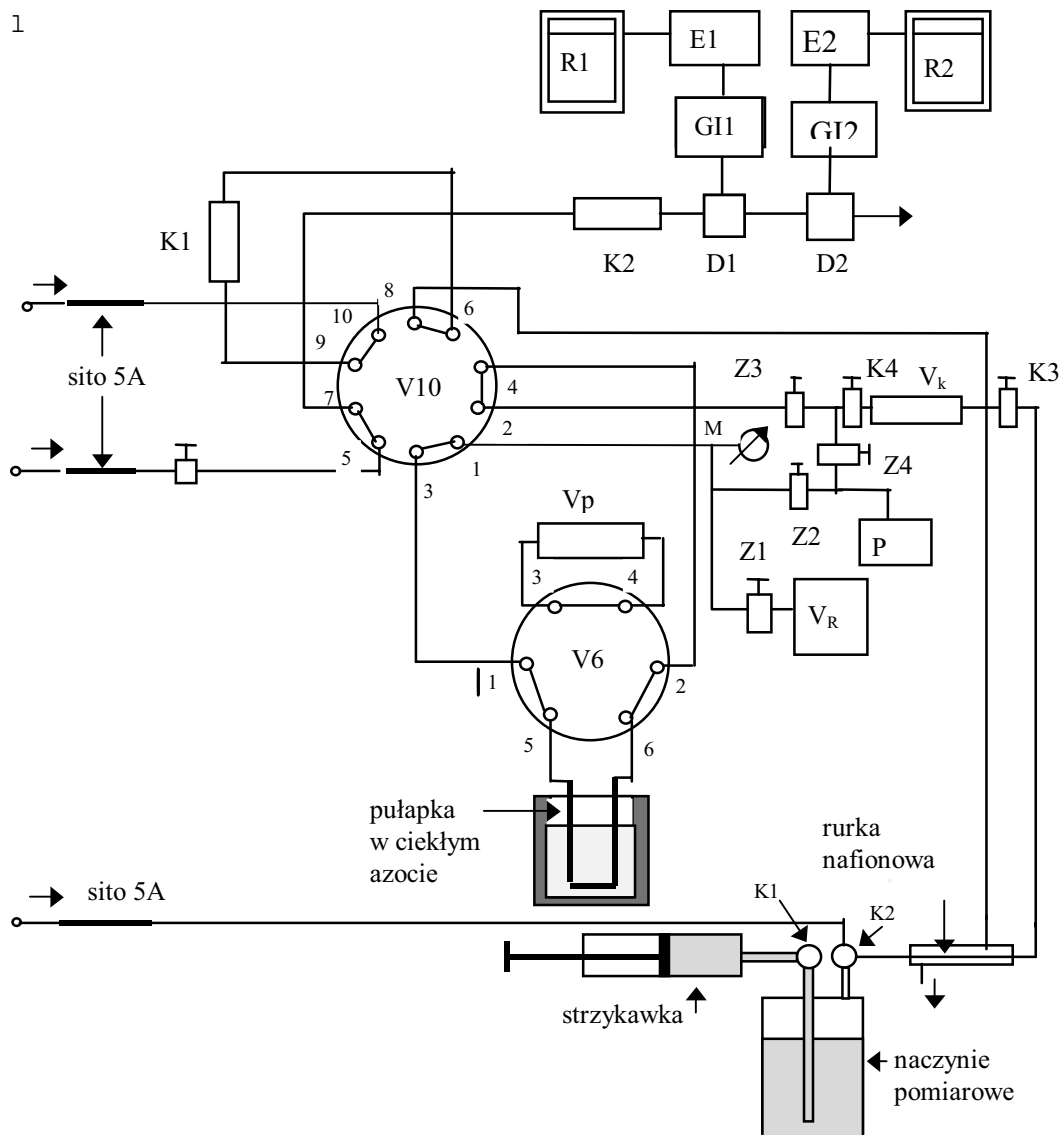 1
E1
E2
R1
R2
GI1
GI2
K1
K2
D1
D2
8
10
6
9
sito 5A
V10
4
Z3
K4
Vk
K3
7
2
M
5
1
3
Z4
Vp
Z2
Z1
P
3
4
VR
V6
1
2
5
6
pułapka
w ciekłym
azocie
rurka
nafionowa
sito 5A
K1
K2
strzykawka
naczynie
pomiarowe